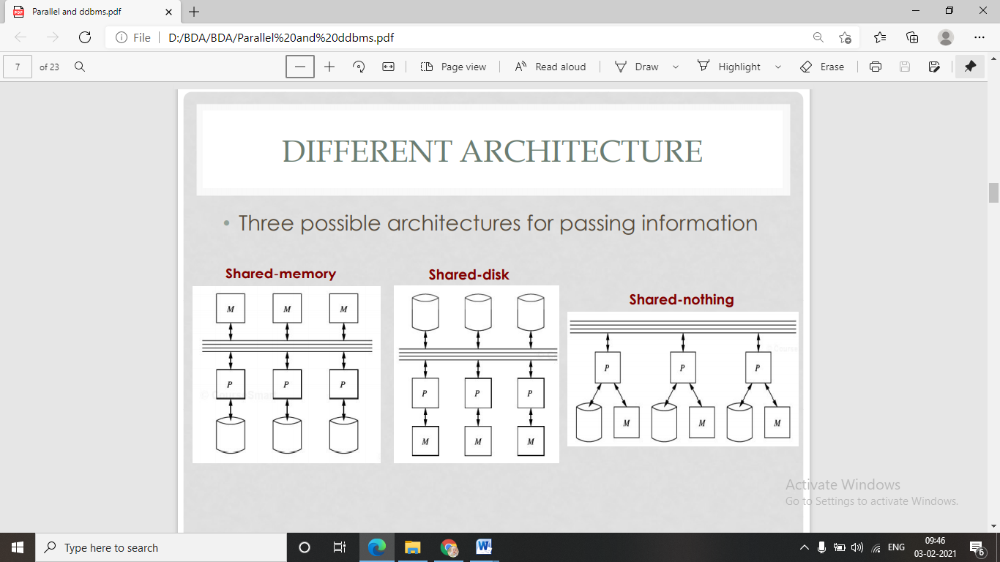 Parallel and ddbms.pdf
File
D:/BDA/BDA/Parallel%20and%20ddbms.pdf
7
of 23
Page view
Read aloud
Draw
Highlight
Erase
DIFFERENT ARCHITECTURE
• Three possible architectures for passing information
Shared-memory
M M M
P P P
Shared-disk
P P P
M M M
Shared-nothing
P P P
M M M
Activate Windows
Go to Settings to activate Windows.
Type here to search
ENG
09:46
03-02-2021
6